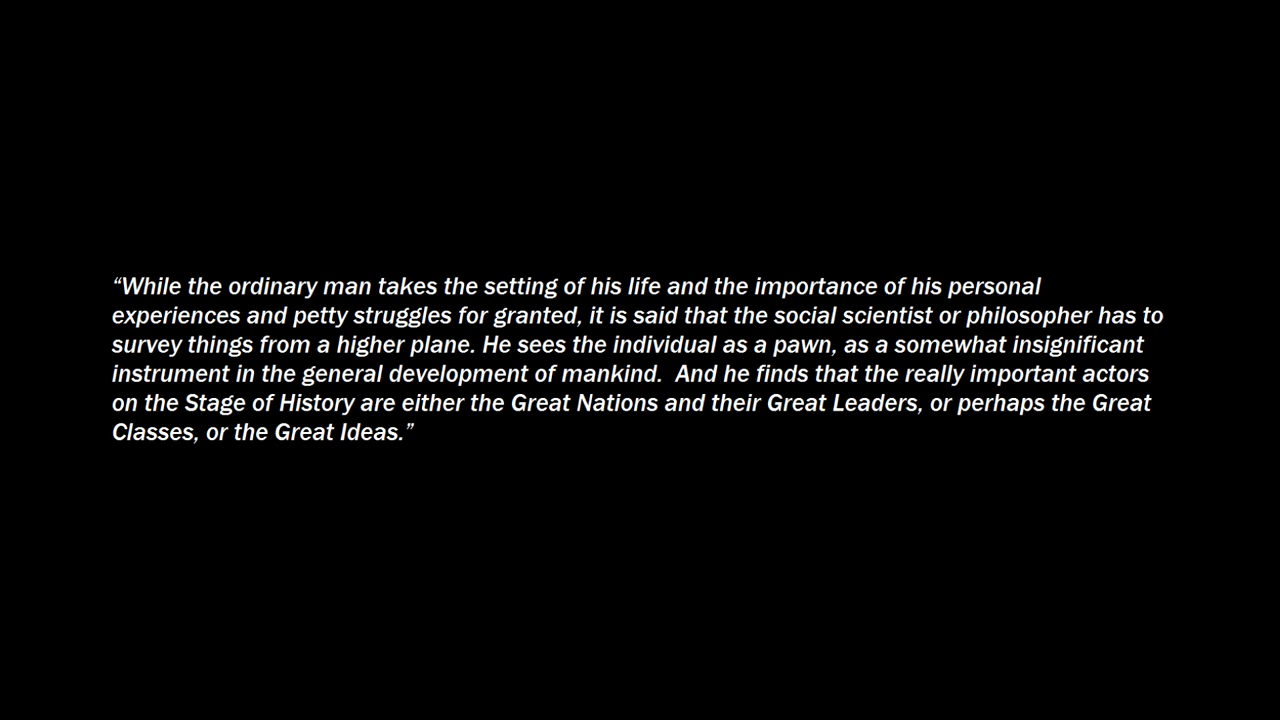 “While the ordinary man takes the setting of his life and the importance of his personal
experiences and petty struggles for granted, it is said that the social scientist or philosopher has to
survey things from a higher plane. He sees the individual as a pawn, as a somewhat insignificant
instrument in the general development of mankind.  And he finds that the really important actors
on the Stage of History are either the Great Nations and their Great Leaders, or perhaps the Great
Classes, or the Great Ideas.”